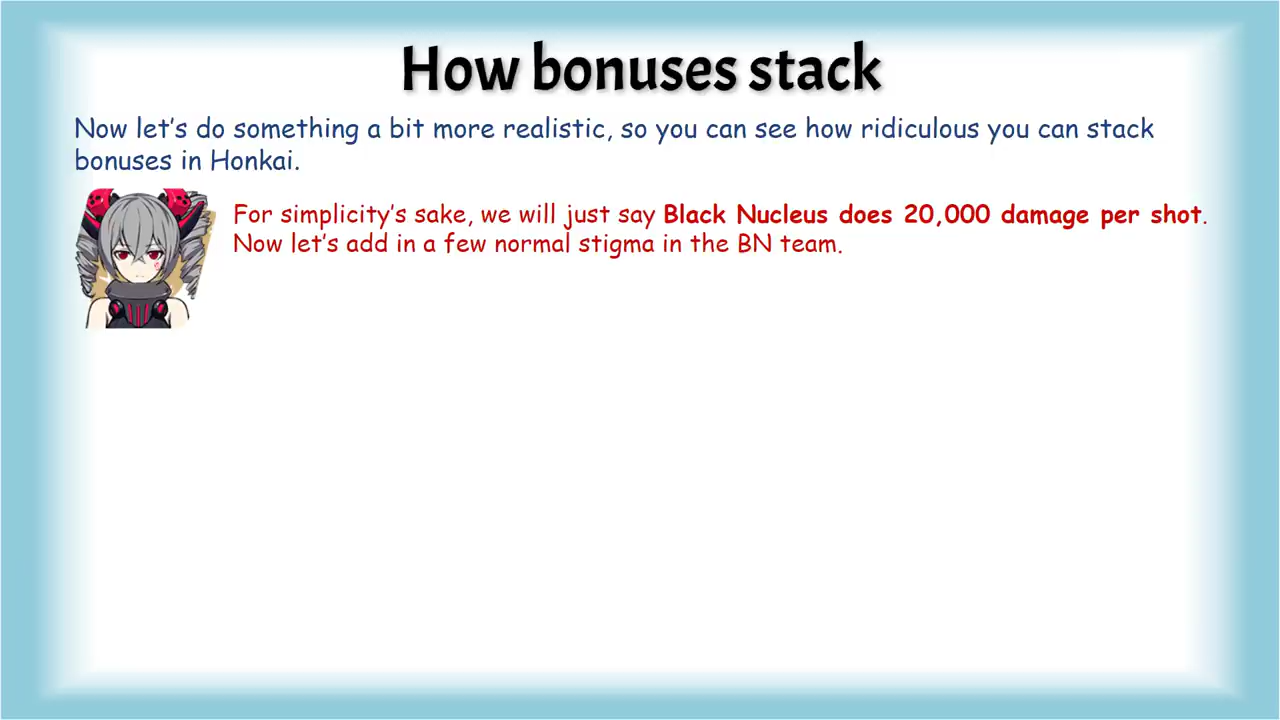 How bonuses stack
Now let's do something a bit more realistic, so you can see how ridiculous you can stack
bonuses in Honkai.
For simplicity's sake, we will just say Black Nucleus does 20,000 damage per shot.
Now let's add in a few normal stigma in the BN team.